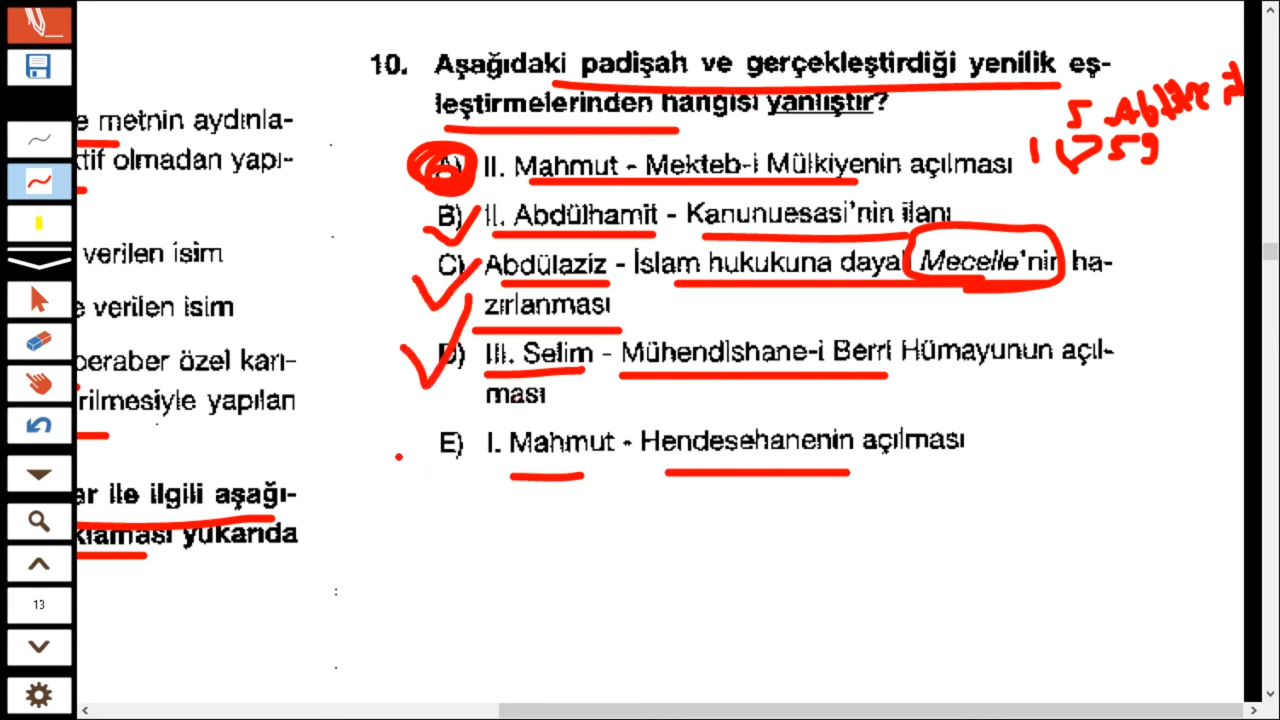 e metnin aydınla-
ktif olmadan yapı-
verilen isim
e verilen isim
beraber özel karı-
rilmesiyle yapılan
ar ile ilgili aşağı-
klaması yukarıda
10. Aşağıdaki padişah ve gerçekleştirdiği yenilik eş-
leştirmelerinden hangisi yanlıştır?
A) II. Mahmut - Mekteb-i Mülkiyenin açılması
B) II. Abdülhamit - Kanunuesasi'nin ilanı
C) Abdülaziz - İslam hukukuna dayalı Mecelle'nin ha-
zırlanması
D) III. Selim - Mühendishane-i Berri Hümayunun açıl-
ması
E) I. Mahmut - Hendesehanenin açılması
59
13